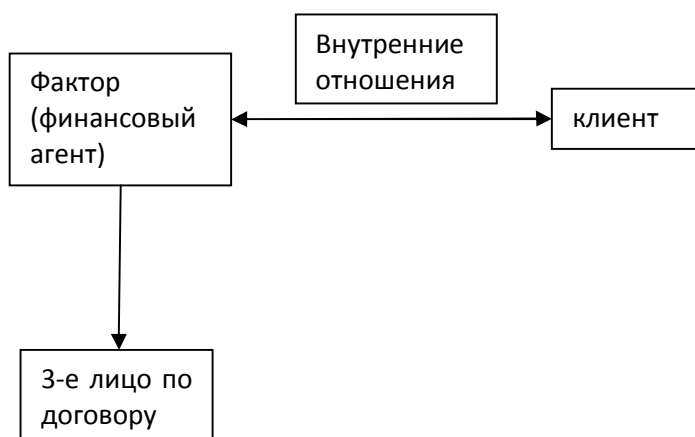 Внутренние
отношения
Фактор
(финансовый
агент)
клиент
3-е лицо по
договору